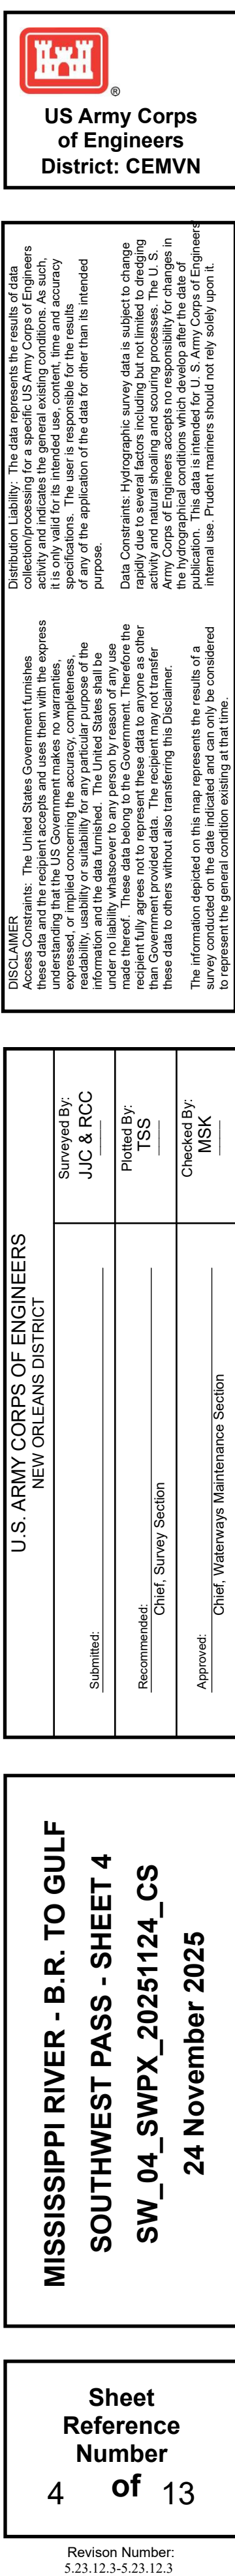 ®
US Army Corps
of Engineers
District: CEMVN
DISCLAIMER
Access Constraints: The United States Government furnishes
these data and the recipient accepts and uses them with the express
understanding that the US Government makes no warranties,
expressed, or implied concerning the accuracy, completeness,
readability, usability or suitability for any particular purpose of the
information and the data furnished. The United States shall be
under no liability whatsoever to any person by reason of any use
made thereof. These data belong to the Government. Therefore the
recipient fully agrees not to represent these data to anyone as other
than Government provided data. The recipient may not transfer
these data to others without also transferring this Disclaimer.
The information depicted on this map represents the results of a
survey conducted on the date indicated and can only be considered
to represent the general condition existing at that time.
Distribution Liability: The data represents the results of data
collection/processing for a specific US Army Corps of Engineers
activity and indicates the general existing conditions. As such,
it is only valid for its intended use, content, time and accuracy
specifications. The user is responsible for the results
of any of the application of the data for other than its intended
purpose.
Data Constraints: Hydrographic survey data is subject to change
rapidly due to several factors including but not limited to dredging
activity and natural shoaling and scouring processes. The U. S.
Army Corps of Engineers accepts no responsibility for changes in
the hydrographic conditions which develop after the date of
publication. This data is intended for U. S. Army Corps of Engineers'
internal use. Prudent mariners should not rely solely upon it.
U.S. ARMY CORPS OF ENGINEERS
NEW ORLEANS DISTRICT
Submitted:
Surveyed By:
JJC & RCC
Recommended:
Chief, Survey Section
Plotted By:
TSS
Approved:
Chief, Waterways Maintenance Section
Checked By:
MSK
MISSISSIPPI RIVER - B.R. TO GULF
SOUTHWEST PASS - SHEET 4
SW_04_SWPX_20251124_CS
24 November 2025
Sheet
Reference
Number
4 of 13
Revison Number:
5.23.12.3-5.23.12.3